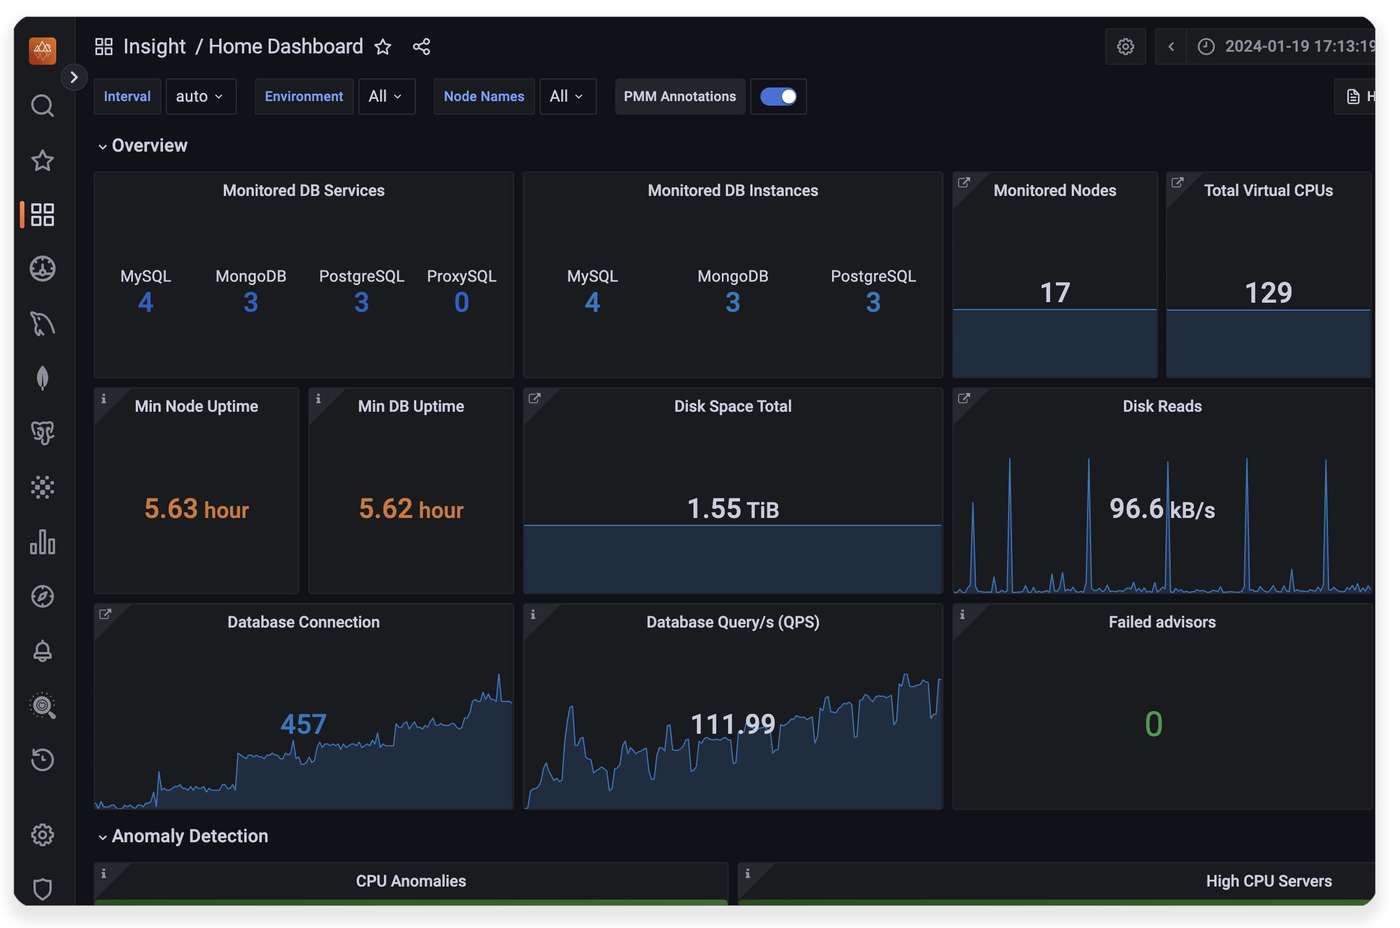 Insight / Home Dashboard
2024-01-19 17:13:19
Interval auto Environment All Node Names All PMM Annotations
Overview
Monitored DB Services
MySQL MongoDB PostgreSQL ProxySQL
4 3 3 0
Monitored DB Instances
MySQL MongoDB PostgreSQL
4 3 3
Monitored Nodes
17
Total Virtual CPUs
129
Min Node Uptime
5.63 hour
Min DB Uptime
5.62 hour
Disk Space Total
1.55 TiB
Disk Reads
96.6 kB/s
Database Connection
457
Database Query/s (QPS)
111.99
Failed advisors
0
Anomaly Detection
CPU Anomalies
High CPU Servers